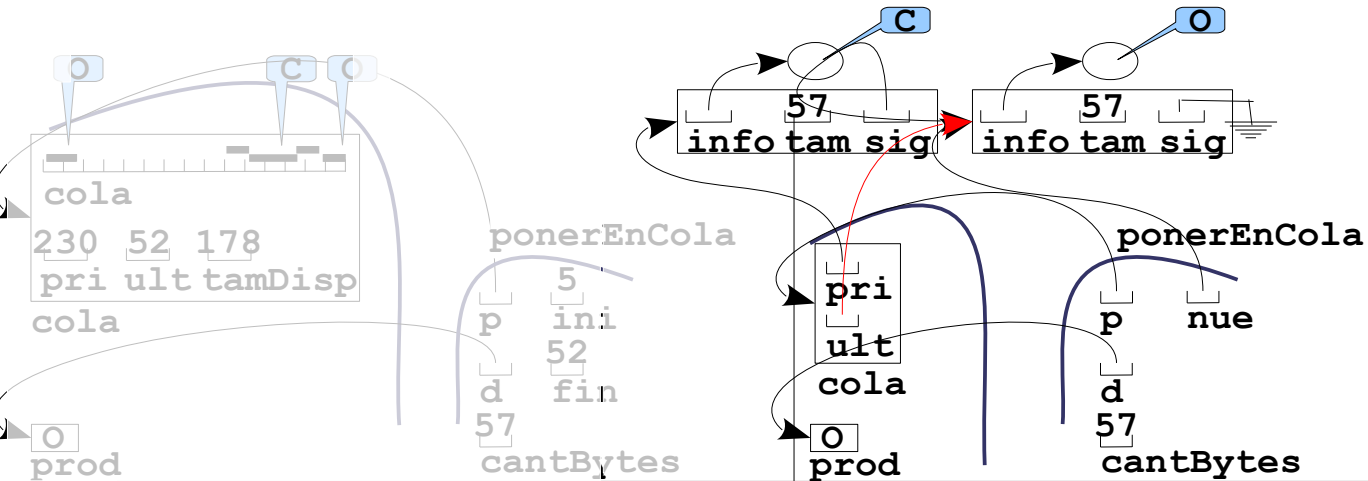 O C O
cola
230 52 178
pri ult tamDisp
cola
ponerEnCola
5
p ini
52
d fin
57
cantBytes
O
prod
C
O
57
info tam sig
57
info tam sig
ponerEnCola
pri
p nue
ult
cola
d
57
cantBytes
O
prod